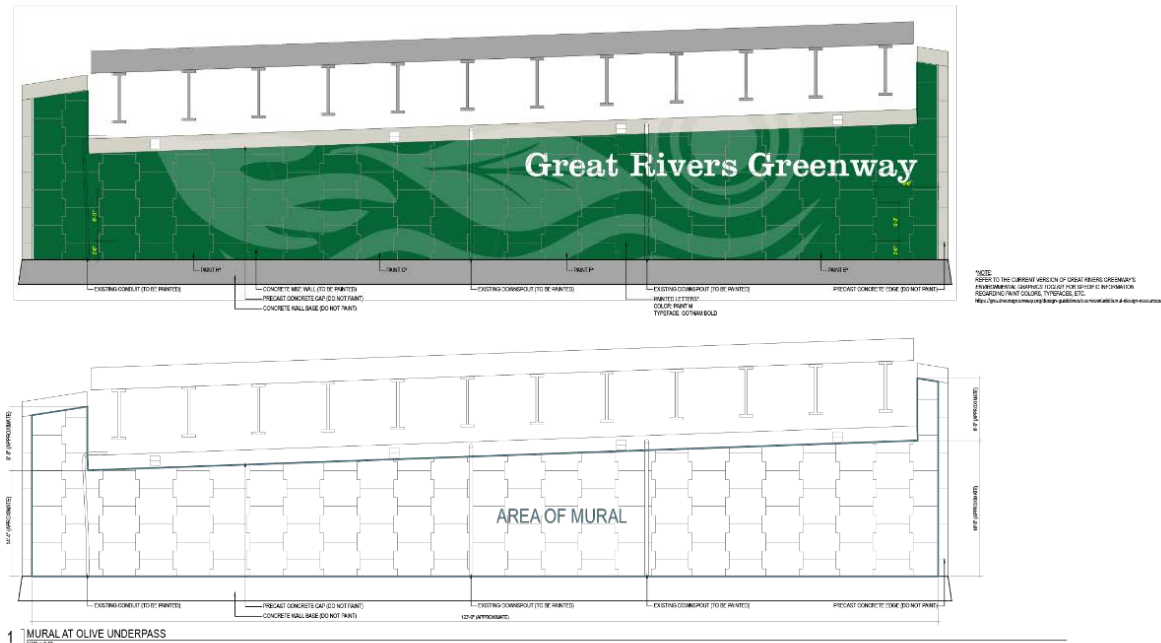 Great Rivers Greenway
EXISTING CONDUIT (TO BE PAINTED)
CONCRETE MSE WALL (TO BE PAINTED)
PRECAST CONCRETE CAP (DO NOT PAINT)
CONCRETE WALL BASE (DO NOT PAINT)
EXISTING DOWNSPOUT (TO BE PAINTED)
PAINTED LETTERS*
COLOR: PAINT M
TYPEFACE: GOTHAM BOLD
EXISTING DOWNSPOUT (TO BE PAINTED)
PRECAST CONCRETE EDGE (DO NOT PAINT)
*NOTE:
REFER TO THE CURRENT VERSION OF GREAT RIVERS GREENWAY'S
ENVIRONMENTAL GRAPHICS TOOLKIT FOR SPECIFIC INFORMATION
REGARDING PAINT COLORS, TYPEFACES, ETC.
AREA OF MURAL
EXISTING CONDUIT (TO BE PAINTED)
PRECAST CONCRETE CAP (DO NOT PAINT)
CONCRETE WALL BASE (DO NOT PAINT)
EXISTING DOWNSPOUT (TO BE PAINTED)
EXISTING DOWNSPOUT (TO BE PAINTED)
PRECAST CONCRETE EDGE (DO NOT PAINT)
1 MURAL AT OLIVE UNDERPASS